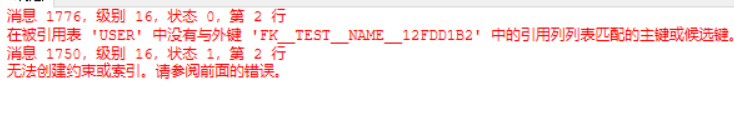 消息 1776，级别 16，状态 0，第 2 行
在被引用表 'USER' 中没有与外键 'FK__TEST__NAME__12FDD1B2' 中的引用列列表匹配的主键或候选键。
消息 1750，级别 16，状态 1，第 2 行
无法创建约束或索引。请参阅前面的错误。